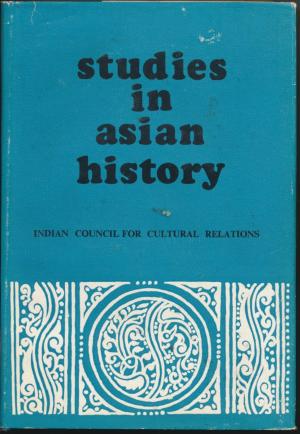 studies
in
asian
history
INDIAN COUNCIL FOR CULTURAL RELATIONS